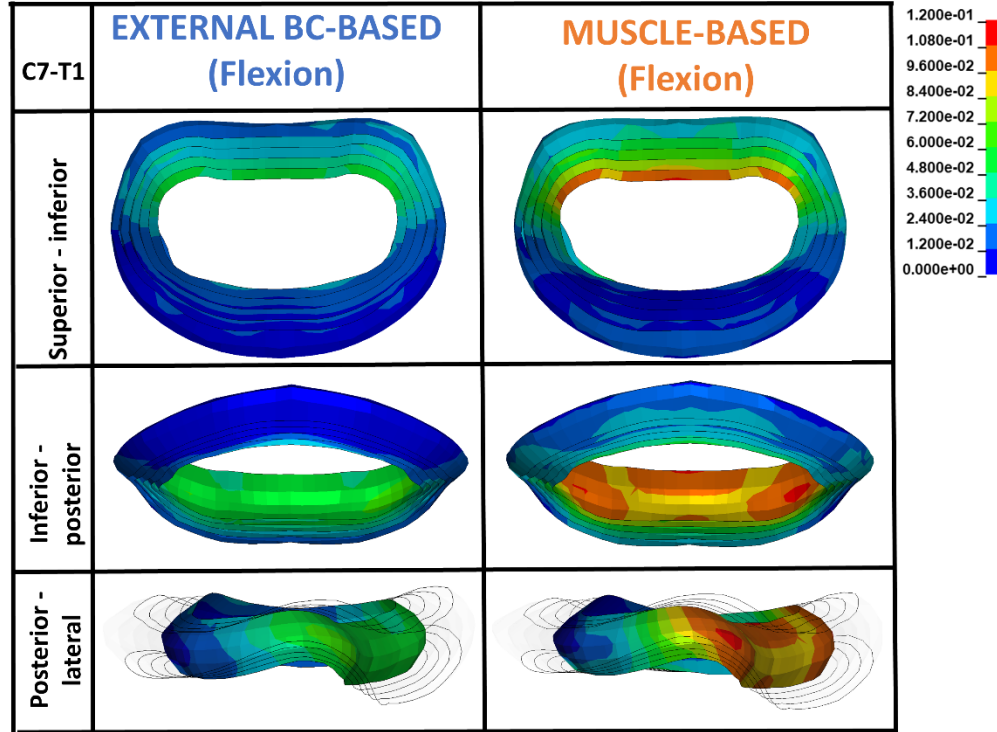 C7-T1
EXTERNAL BC-BASED
(Flexion)
MUSCLE-BASED
(Flexion)
Superior - inferior
Inferior -
posterior
Posterior -
lateral
1.200e-01
1.080e-01
9.600e-02
8.400e-02
7.200e-02
6.000e-02
4.800e-02
3.600e-02
2.400e-02
1.200e-02
0.000e+00